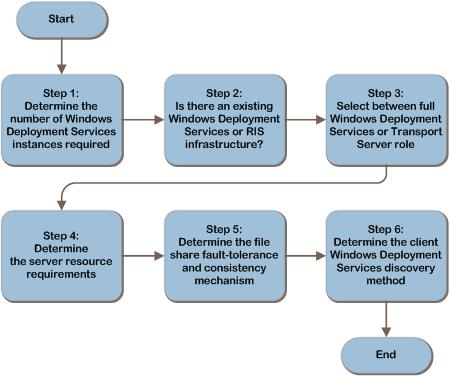 Start
Step 1:
Determine the
number of Windows
Deployment Services
instances required
Step 2:
Is there an existing
Windows Deployment
Services or RIS
infrastructure?
Step 3:
Select between full
Windows Deployment
Services or Transport
Server role
Step 4:
Determine
the server resource
requirements
Step 5:
Determine the file
share fault-tolerance
and consistency
mechanism
Step 6:
Determine the client
Windows Deployment
Services discovery
method
End